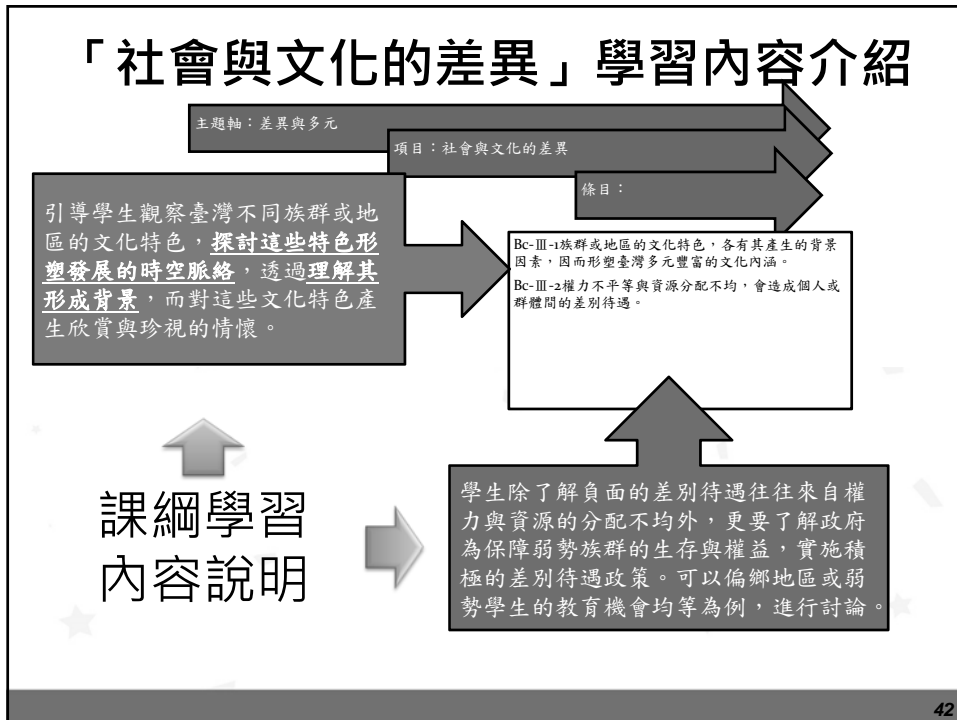 「社會與文化的差異」學習內容介紹
主題軸：差異與多元
項目：社會與文化的差異
條目：
引導學生觀察臺灣不同族群或地
區的文化特色，探討這些特色形
塑發展的時空脈絡，透過理解其
形成背景，而對這些文化特色產
生欣賞與珍視的情懷。
Bc-Ⅲ-1族群或地區的文化特色，各有其產生的背景
因素，因而形塑臺灣多元豐富的文化內涵。
Bc-Ⅲ-2權力不平等與資源分配不均，會造成個人或
群體間的差別待遇。
課綱學習
內容說明
學生除了解負面的差別待遇往往來自權
力與資源的分配不均外，更要了解政府
為保障弱勢族群的生存與權益，實施積
極的差別待遇政策。可以偏鄉地區或弱
勢學生的教育機會均等為例，進行討論。
42